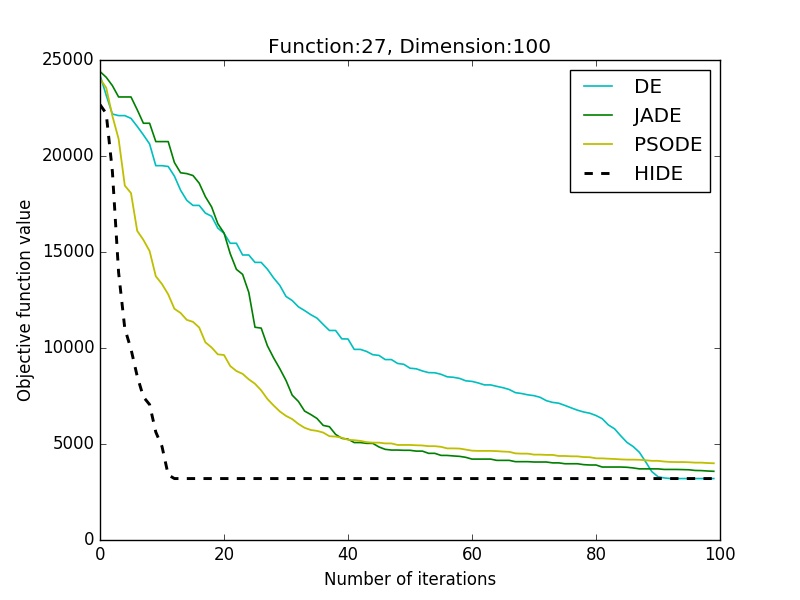 Function:27, Dimension:100
25000
20000
15000
10000
5000
0
Objective function value
DE
JADE
PSODE
HIDE
0 20 40 60 80 100
Number of iterations